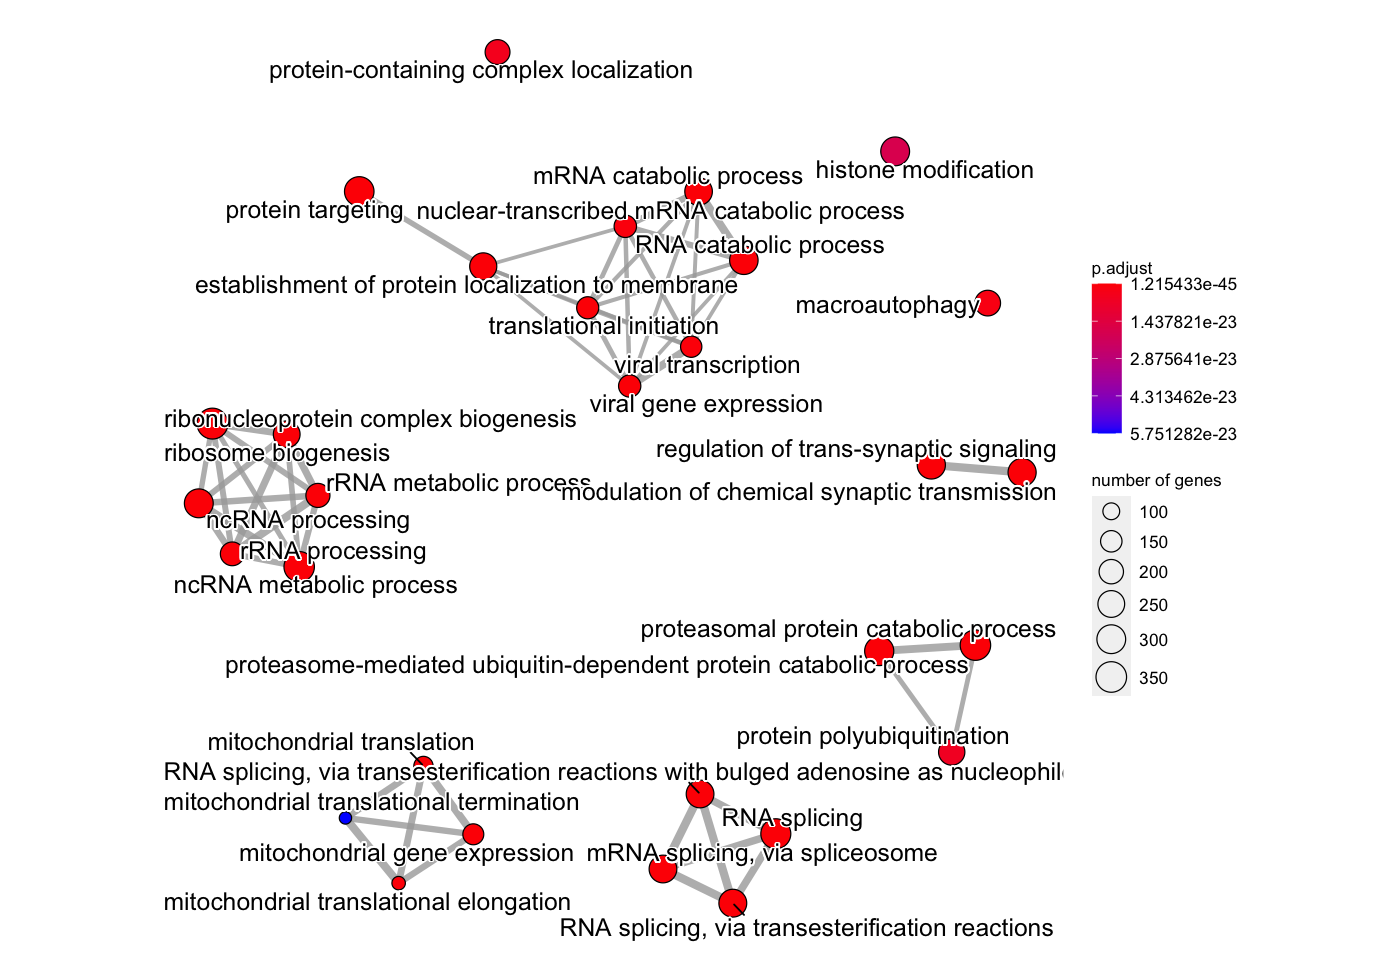 protein-containing complex localization
histone modification
mRNA catabolic process
protein targeting
nuclear-transcribed mRNA catabolic process
RNA catabolic process
establishment of protein localization to membrane
macroautophagy
translational initiation
viral transcription
viral gene expression
ribonucleoprotein complex biogenesis
ribosome biogenesis
regulation of trans-synaptic signaling
rRNA metabolic process
modulation of chemical synaptic transmission
ncRNA processing
rRNA processing
ncRNA metabolic process
proteasomal protein catabolic process
proteasome-mediated ubiquitin-dependent protein catabolic process
protein polyubiquitination
mitochondrial translation
RNA splicing, via transesterification reactions with bulged adenosine as nucleophil
mitochondrial translational termination
RNA splicing
mitochondrial gene expression
mRNA splicing, via spliceosome
mitochondrial translational elongation
RNA splicing, via transesterification reactions
p.adjust
1.215433e-45
1.437821e-23
2.875641e-23
4.313462e-23
5.751282e-23
number of genes
100
150
200
250
300
350